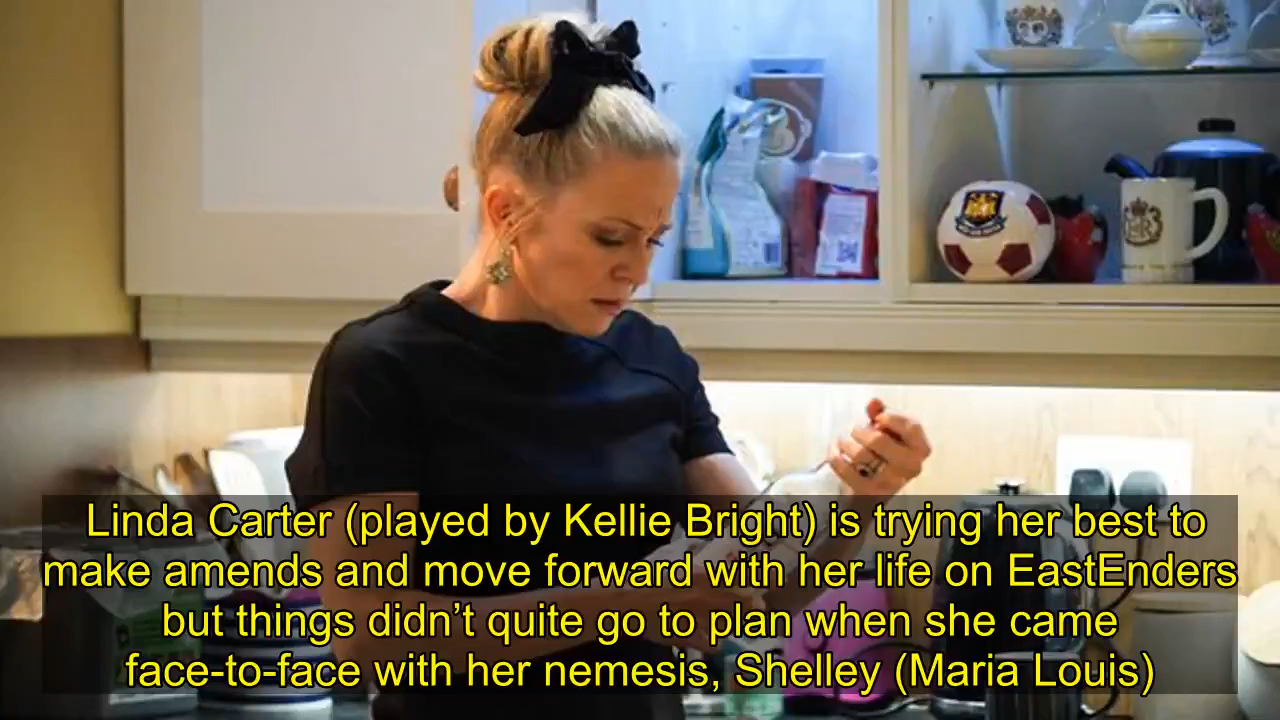 Linda Carter (played by Kellie Bright) is trying her best to
make amends and move forward with her life on EastEnders
but things didn’t quite go to plan when she came
face-to-face with her nemesis, Shelley (Maria Louis)